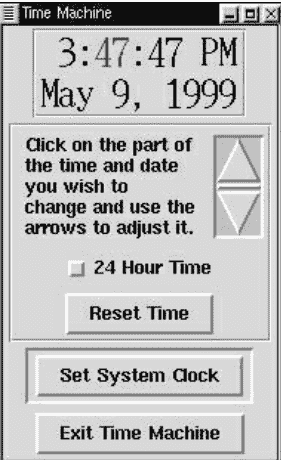 Time Machine
3:47:47 PM
May 9, 1999
Click on the part of
the time and date
you wish to
change and use the
arrows to adjust it.
24 Hour Time
Reset Time
Set System Clock
Exit Time Machine